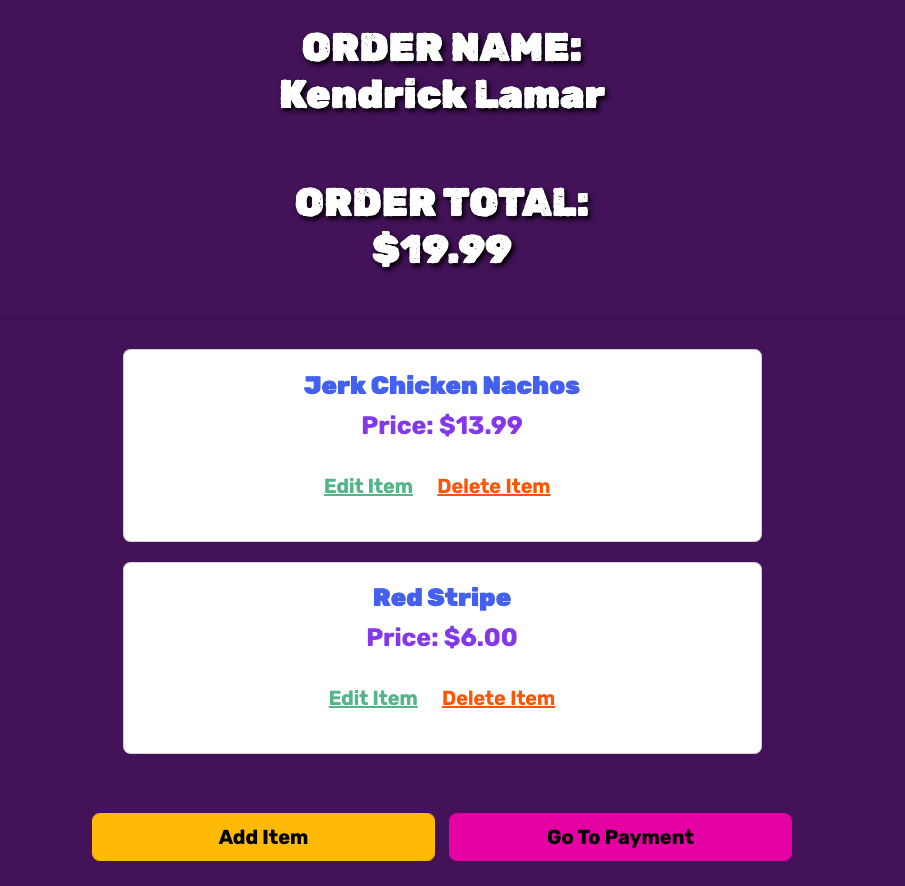 ORDER NAME:
Kendrick Lamar
ORDER TOTAL:
$19.99
Jerk Chicken Nachos
Price: $13.99
Edit Item Delete Item
Red Stripe
Price: $6.00
Edit Item Delete Item
Add Item Go To Payment